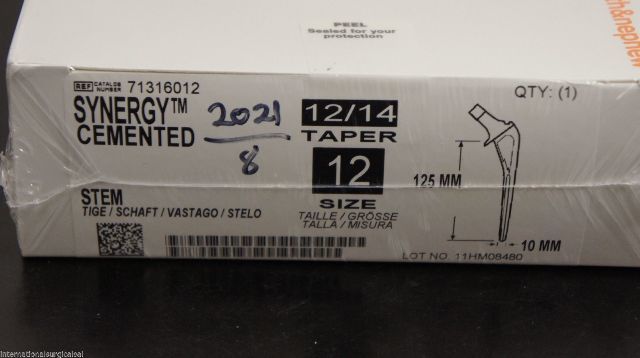 PEEL
Sealed for your
protection
REF CATALOG NUMBER 71316012
SYNERGY™
CEMENTED
2021
8
12/14
TAPER
12
SIZE
TAILLE / GRÖSSE
TALLA / MISURA
QTY: (1)
125 MM
10 MM
STEM
TIGE / SCHAFT / VASTAGO / STELO
LOT NO. 11HM08480
internationalsurgicaleal